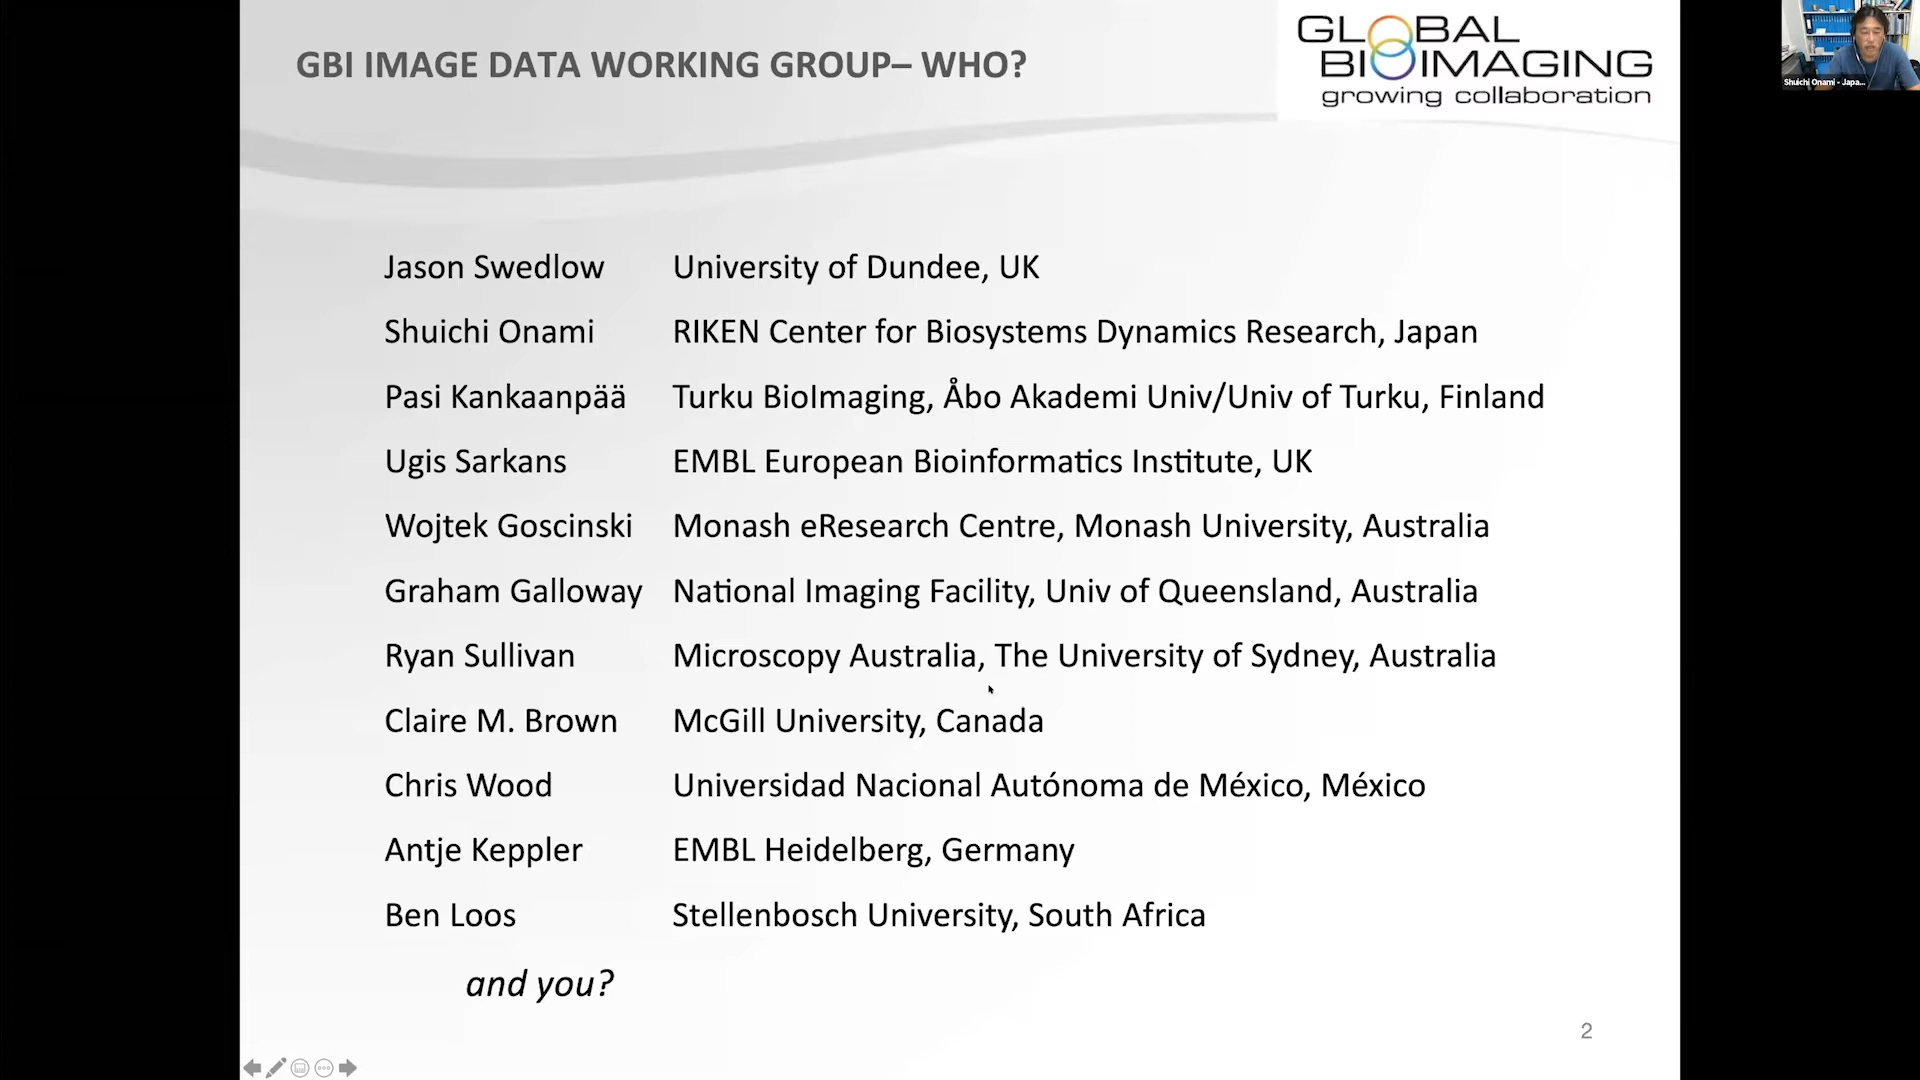 GBI IMAGE DATA WORKING GROUP– WHO?
GLOBAL
BIOIMAGING
growing collaboration
Shuichi Onami - Japa...
Jason Swedlow University of Dundee, UK
Shuichi Onami RIKEN Center for Biosystems Dynamics Research, Japan
Pasi Kankaanpää Turku BioImaging, Åbo Akademi Univ/Univ of Turku, Finland
Ugis Sarkans EMBL European Bioinformatics Institute, UK
Wojtek Goscinski Monash eResearch Centre, Monash University, Australia
Graham Galloway National Imaging Facility, Univ of Queensland, Australia
Ryan Sullivan Microscopy Australia, The University of Sydney, Australia
Claire M. Brown McGill University, Canada
Chris Wood Universidad Nacional Autónoma de México, México
Antje Keppler EMBL Heidelberg, Germany
Ben Loos Stellenbosch University, South Africa
and you?
2